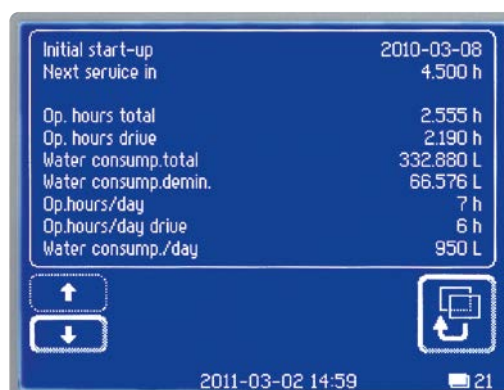 Initial start-up 2010-03-08
Next service in 4.500 h
Op. hours total 2.555 h
Op. hours drive 2.190 h
Water consump.total 332.880 L
Water consump.demin. 66.576 L
Op.hours/day 7 h
Op.hours/day drive 6 h
Water consump./day 950 L
2011-03-02 14:59 21